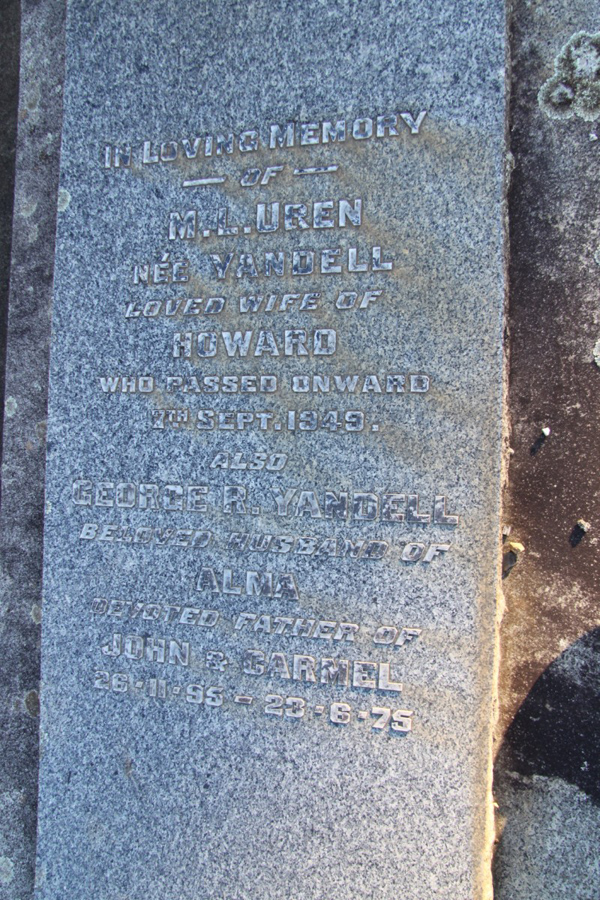 IN LOVING MEMORY
— OF —
M.L. UREN
NÉE YANDELL
LOVED WIFE OF
HOWARD
WHO PASSED ONWARD
7TH SEPT. 1949.
ALSO
GEORGE R. YANDELL
BELOVED HUSBAND OF
ALMA
DEVOTED FATHER OF
JOHN & CARMEL
26·11·95 – 23·6·75